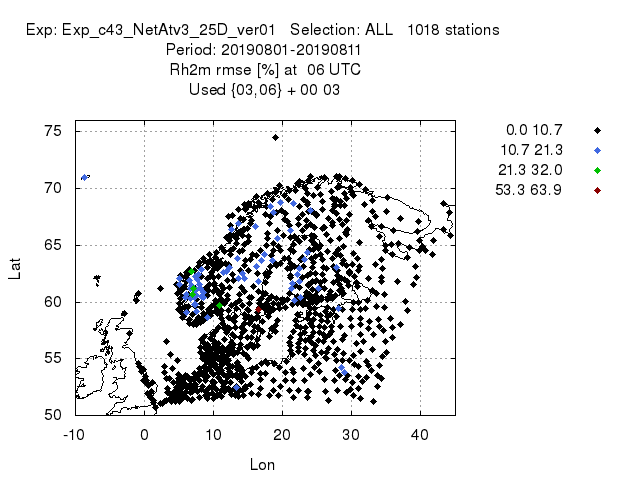 Exp: Exp_c43_NetAtv3_25D_ver01 Selection: ALL 1018 stations
Period: 20190801-20190811
Rh2m rmse [%] at 06 UTC
Used {03,06} + 00 03
0.0 10.7
10.7 21.3
21.3 32.0
53.3 63.9
75
70
65
60
55
50
Lat
-10 0 10 20 30 40
Lon